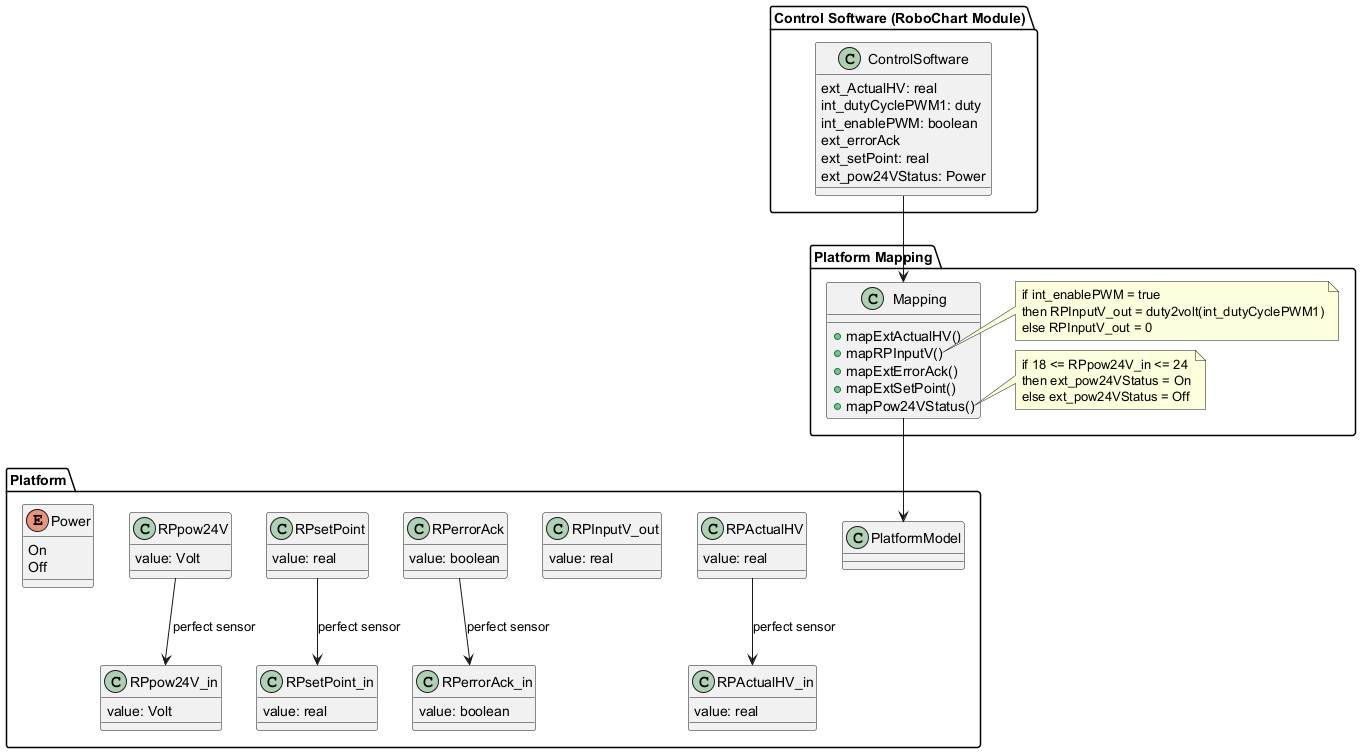 Control Software (RoboChart Module)
C ControlSoftware
ext_ActualHV: real
int_dutyCyclePWM1: duty
int_enablePWM: boolean
ext_errorAck
ext_setPoint: real
ext_pow24VStatus: Power
Platform Mapping
C Mapping
mapExtActualHV()
mapRPInputV()
mapExtErrorAck()
mapExtSetPoint()
mapPow24VStatus()
if int_enablePWM = true
then RPInputV_out = duty2volt(int_dutyCyclePWM1)
else RPInputV_out = 0
if 18 <= RPpow24V_in <= 24
then ext_pow24VStatus = On
else ext_pow24VStatus = Off
Platform
E Power
On
Off
C RPpow24V
value: Volt
C RPsetPoint
value: real
C RPerrorAck
value: boolean
C RPInputV_out
value: real
C RPActualHV
value: real
C PlatformModel
perfect sensor
perfect sensor
perfect sensor
perfect sensor
C RPpow24V_in
value: Volt
C RPsetPoint_in
value: real
C RPerrorAck_in
value: boolean
C RPActualHV_in
value: real